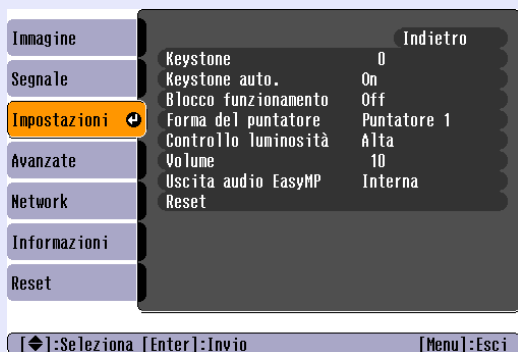 Immagine
Segnale
Impostazioni
Avanzate
Network
Informazioni
Reset
Indietro
Keystone 0
Keystone auto. On
Blocco funzionamento Off
Forma del puntatore Puntatore 1
Controllo luminosità Alta
Volume 10
Uscita audio EasyMP Interna
Reset
[◆]:Seleziona [Enter]:Invio [Menu]:Esci